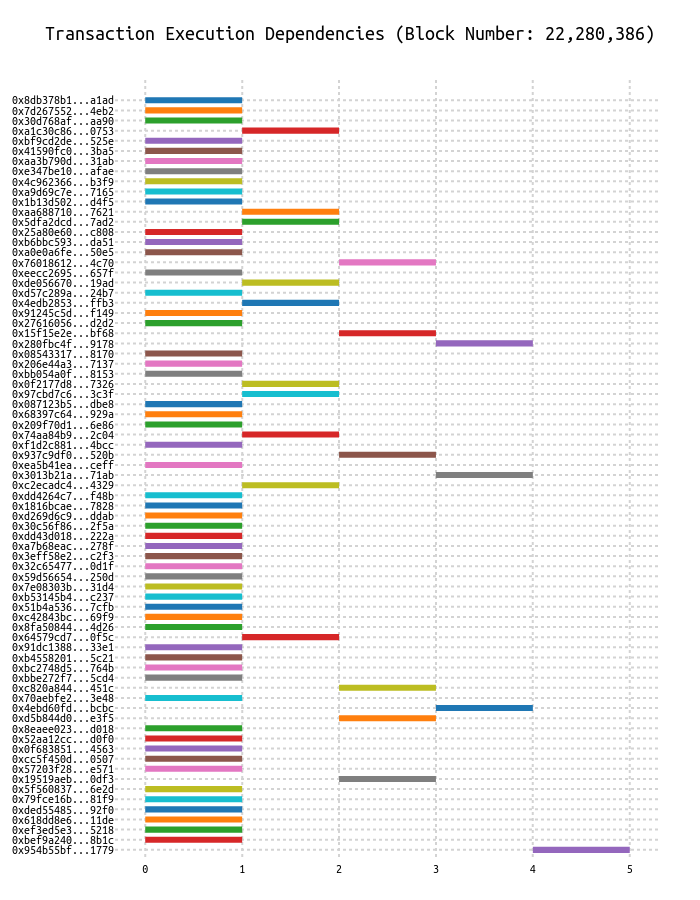 Transaction Execution Dependencies (Block Number: 22,280,386)
0x8db378b1...a1ad
0x7d267552...4eb2
0x30d768af...aa90
0xa1c30c86...0753
0xbf9cd2de...525e
0x41590fc0...3ba5
0xaa3b790d...31ab
0xe347be10...afae
0x4c962366...b3f9
0xa9d69c7e...7165
0x1b13d502...d4f5
0xaa688710...7621
0x5dfa2dcd...7ad2
0x25a80e60...c808
0xb6bbc593...da51
0xa0e0a6fe...50e5
0x76018612...4c70
0xeecc2695...657f
0xde056670...19ad
0xd57c289a...24b7
0x4edb2853...ffb3
0x91245c5d...f149
0x27616056...d2d2
0x15f15e2e...bf68
0x280fbc4f...9178
0x08543317...8170
0x206e44a3...7137
0xbb054a0f...8153
0x0f2177d8...7326
0x97cbd7c6...3c3f
0x087123b5...dbe8
0x68397c64...929a
0x209f70d1...6e86
0x74aa84b9...2c04
0xf1d2c881...4bcc
0x937c9df0...520b
0xea5b41ea...ceff
0x3013b21a...71ab
0xc2ecadc4...4329
0xdd4264c7...f48b
0x1816bcae...7828
0xd269d6c9...ddab
0x30c56f86...2f5a
0xdd43d018...222a
0xa7b68eac...278f
0x3eff58e2...c2f3
0x32c65477...0d1f
0x59d56654...250d
0x7e08303b...31d4
0xb53145b4...c237
0x51b4a536...7cfb
0xc42843bc...69f9
0x8fa50844...4d26
0x64579cd7...0f5c
0x91dc1388...33e1
0xb4558201...5c21
0xbc2748d5...764b
0xbbe272f7...5cd4
0xc820a844...451c
0x70aebfe2...3e48
0x4ebd60fd...bcbc
0xd5b844d0...e3f5
0x8eaee023...d018
0x52aa12cc...d0f0
0x0f683851...4563
0xcc5f450d...0507
0x57203f28...e571
0x19519aeb...0df3
0x5f560837...6e2d
0x79fce16b...81f9
0xded55485...92f0
0x618dd8e6...11de
0xef3ed5e3...5218
0xbef9a240...8b1c
0x954b55bf...1779
0 1 2 3 4 5